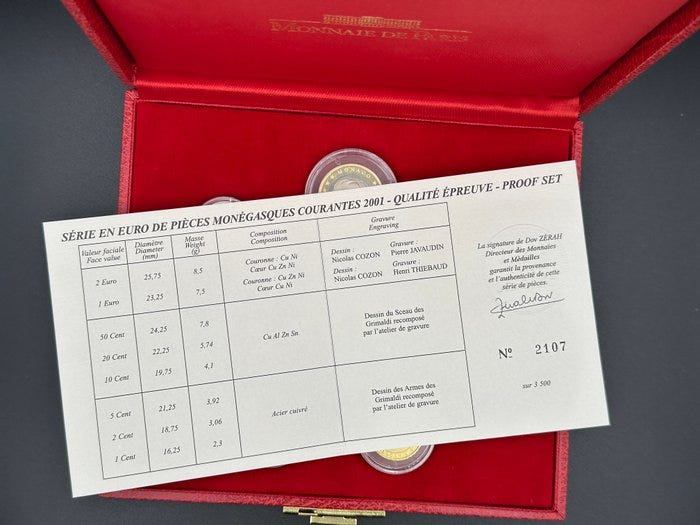 MONNAIE DE PARIS
MONACO
SÉRIE EN EURO DE PIÈCES MONÉGASQUES COURANTES 2001 - QUALITÉ ÉPREUVE - PROOF SET
Valeur faciale
Face value
Diamètre
Diameter
(mm)
Masse
Weight
(g)
Composition
Composition
Gravure
Engraving
2 Euro
25,75
8,5
Couronne : Cu Ni
Cœur Cu Zn Ni
Dessin :
Nicolas COZON
Gravure :
Pierre JAVAUDIN
1 Euro
23,25
7,5
Couronne : Cu Zn Ni
Cœur Cu Ni
Dessin :
Nicolas COZON
Gravure :
Henri THIEBAUD
50 Cent
24,25
7,8
20 Cent
22,25
5,74
10 Cent
19,75
4,1
Cu Al Zn Sn
Dessin du Sceau des
Grimaldi recomposé
par l'atelier de gravure
5 Cent
21,25
3,92
2 Cent
18,75
3,06
1 Cent
16,25
2,3
Acier cuivré
Dessin des Armes des
Grimaldi recomposé
par l'atelier de gravure
La signature de Dov ZÉRAH
Directeur des Monnaies
et Médailles
garantit la provenance
et l'authenticité de cette
série de pièces.
Nº 2107
sur 3 500